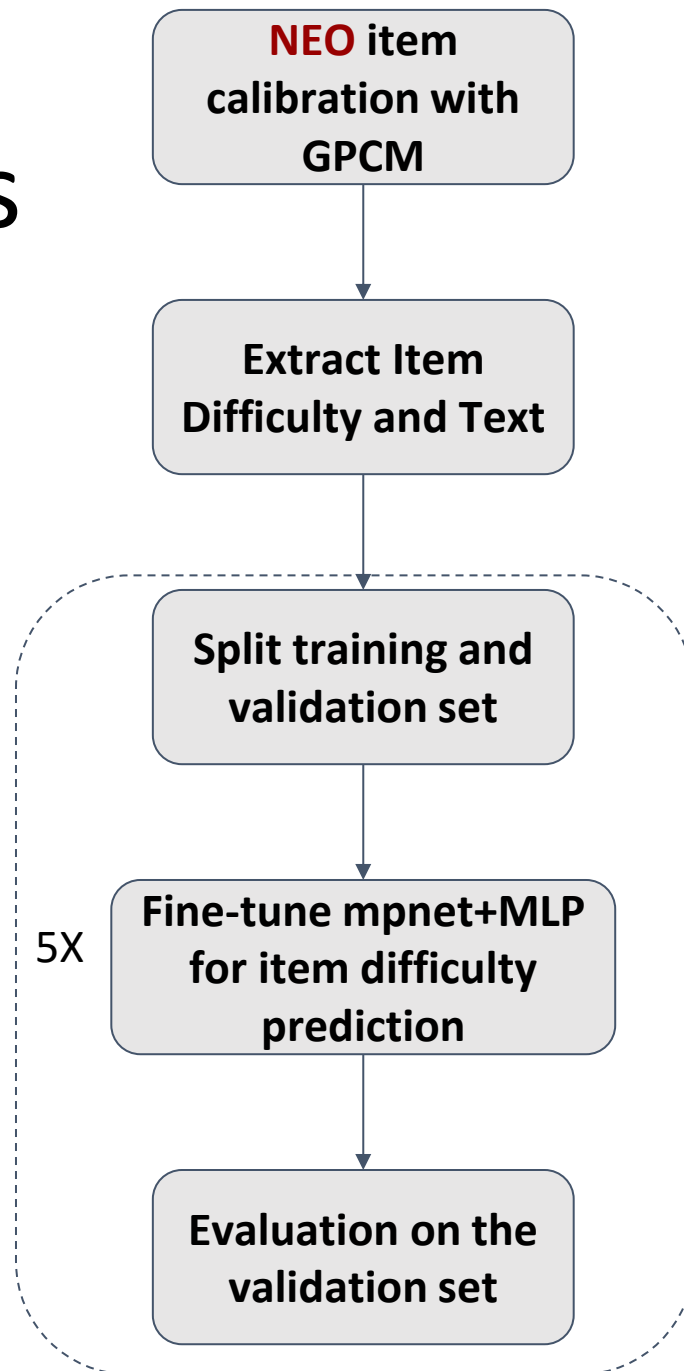 NEO item
calibration with
GPCM
s
Extract Item
Difficulty and Text
Split training and
validation set
Fine-tune mpnet+MLP
for item difficulty
prediction
5X
Evaluation on the
validation set